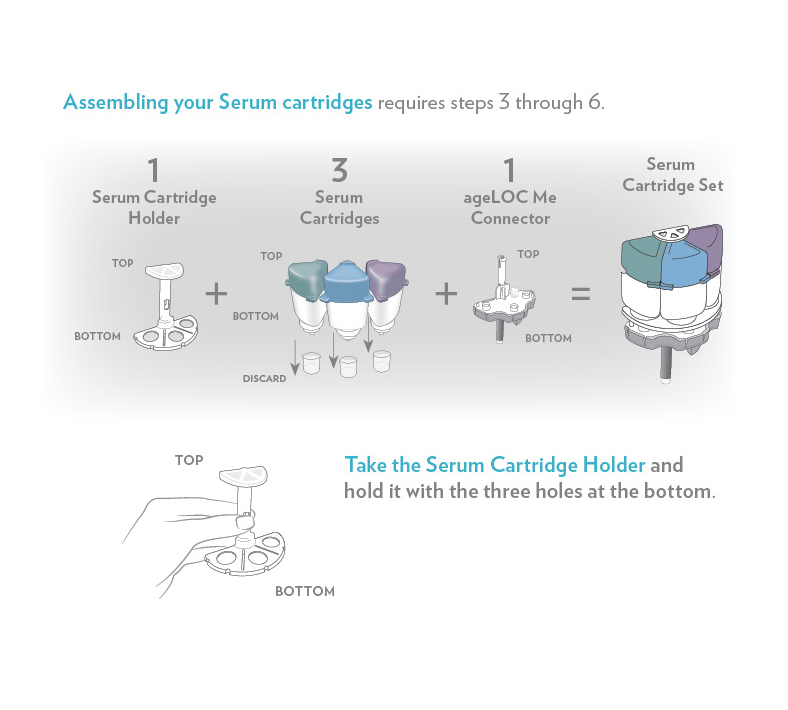 Assembling your Serum cartridges requires steps 3 through 6.
1
Serum Cartridge
Holder
TOP
BOTTOM
+
3
Serum
Cartridges
TOP
BOTTOM
DISCARD
+
1
ageLOC Me
Connector
TOP
BOTTOM
=
Serum
Cartridge Set
TOP
BOTTOM
Take the Serum Cartridge Holder and
hold it with the three holes at the bottom.